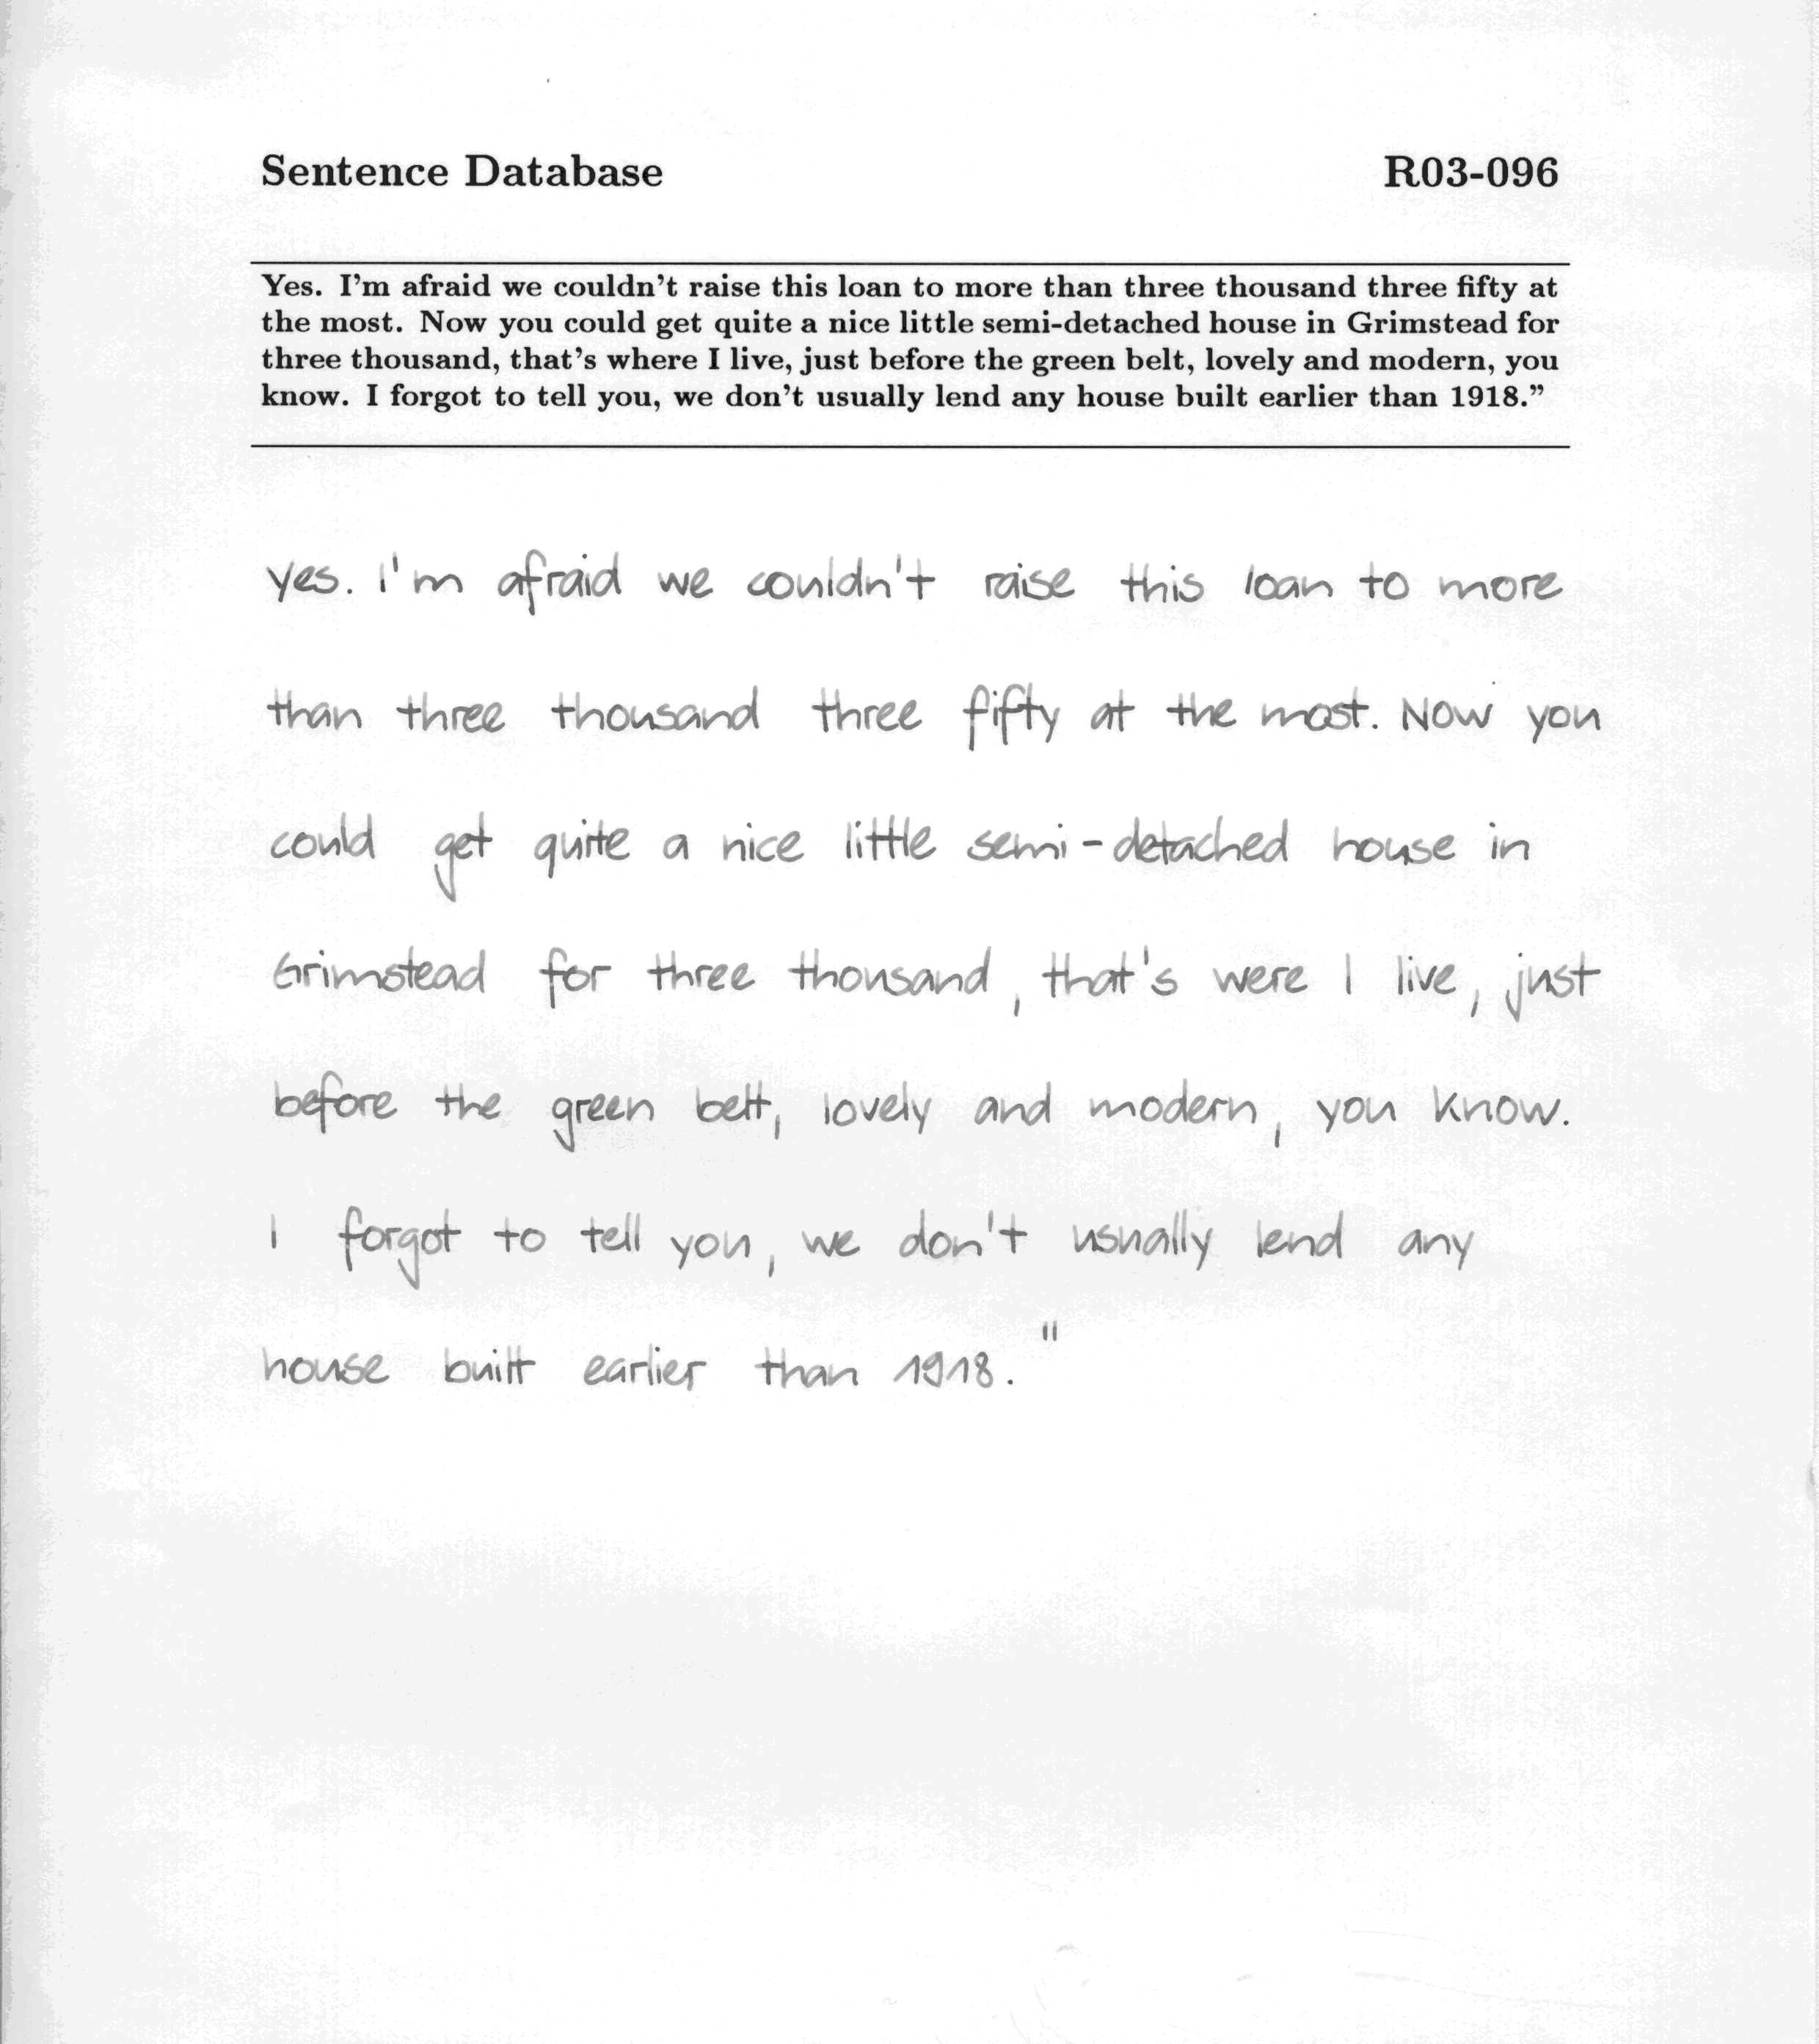 Sentence Database R03-096
Yes. I'm afraid we couldn't raise this loan to more than three thousand three fifty at
the most. Now you could get quite a nice little semi-detached house in Grimstead for
three thousand, that's where I live, just before the green belt, lovely and modern, you
know. I forgot to tell you, we don't usually lend any house built earlier than 1918.”
yes. I'm afraid we couldn't raise this loan to more
than three thousand three fifty at the most. Now you
could get quite a nice little semi-detached house in
Grimstead for three thousand, that's were I live, just
before the green belt, lovely and modern, you know.
I forgot to tell you, we don't usually lend any
house built earlier than 1918."